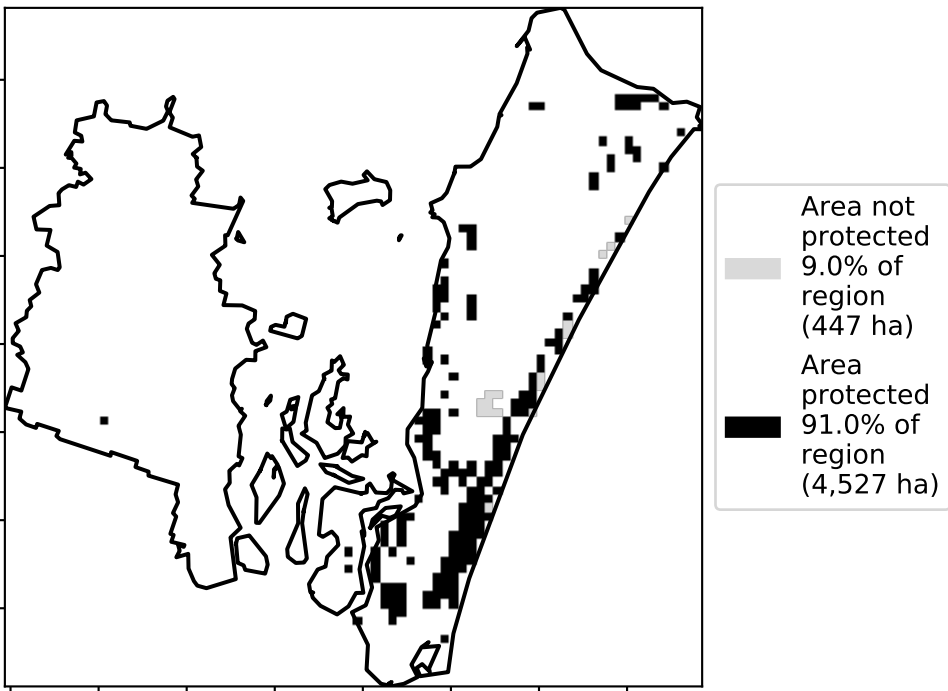 Area not
protected
9.0% of
region
(447 ha)
Area
protected
91.0% of
region
(4,527 ha)